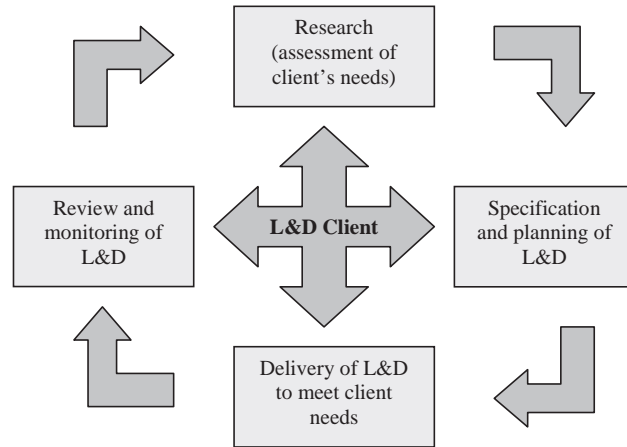 Research
(assessment of
client's needs)
Review and
monitoring of
L&D
L&D Client
Specification
and planning of
L&D
Delivery of L&D
to meet client
needs